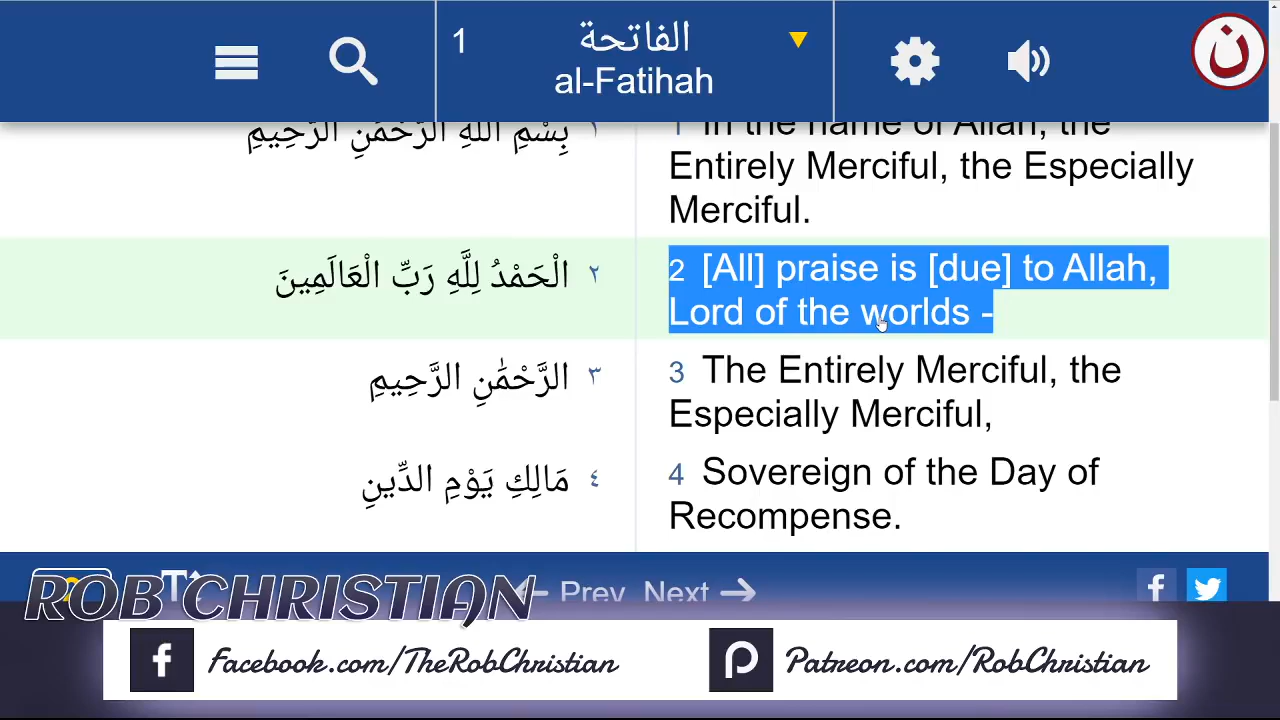 1
الفاتحة
al-Fatihah
ن
١ بِسْمِ اللَّهِ الرَّحْمَٰنِ الرَّحِيمِ
1 In the name of Allah, the
Entirely Merciful, the Especially
Merciful.
٢ الْحَمْدُ لِلَّهِ رَبِّ الْعَالَمِينَ
2 [All] praise is [due] to Allah,
Lord of the worlds -
٣ الرَّحْمَٰنِ الرَّحِيمِ
3 The Entirely Merciful, the
Especially Merciful,
٤ مَالِكِ يَوْمِ الدِّينِ
4 Sovereign of the Day of
Recompense.
Prev Next
ROB CHRISTIAN
Facebook.com/TheRobChristian
Patreon.com/RobChristian